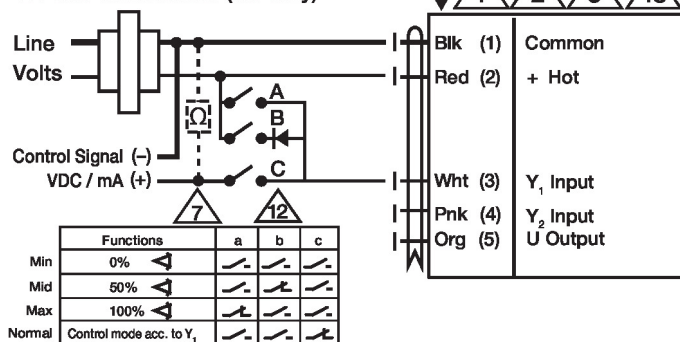 Line
Volts
Control Signal (–)
VDC / mA (+)
Ω
A
B
C
7
12
Blk (1) Common
Red (2) + Hot
Wht (3) Y₁ Input
Pnk (4) Y₂ Input
Org (5) U Output
Functions a b c
Min 0%
Mid 50%
Max 100%
Normal Control mode acc. to Y₁